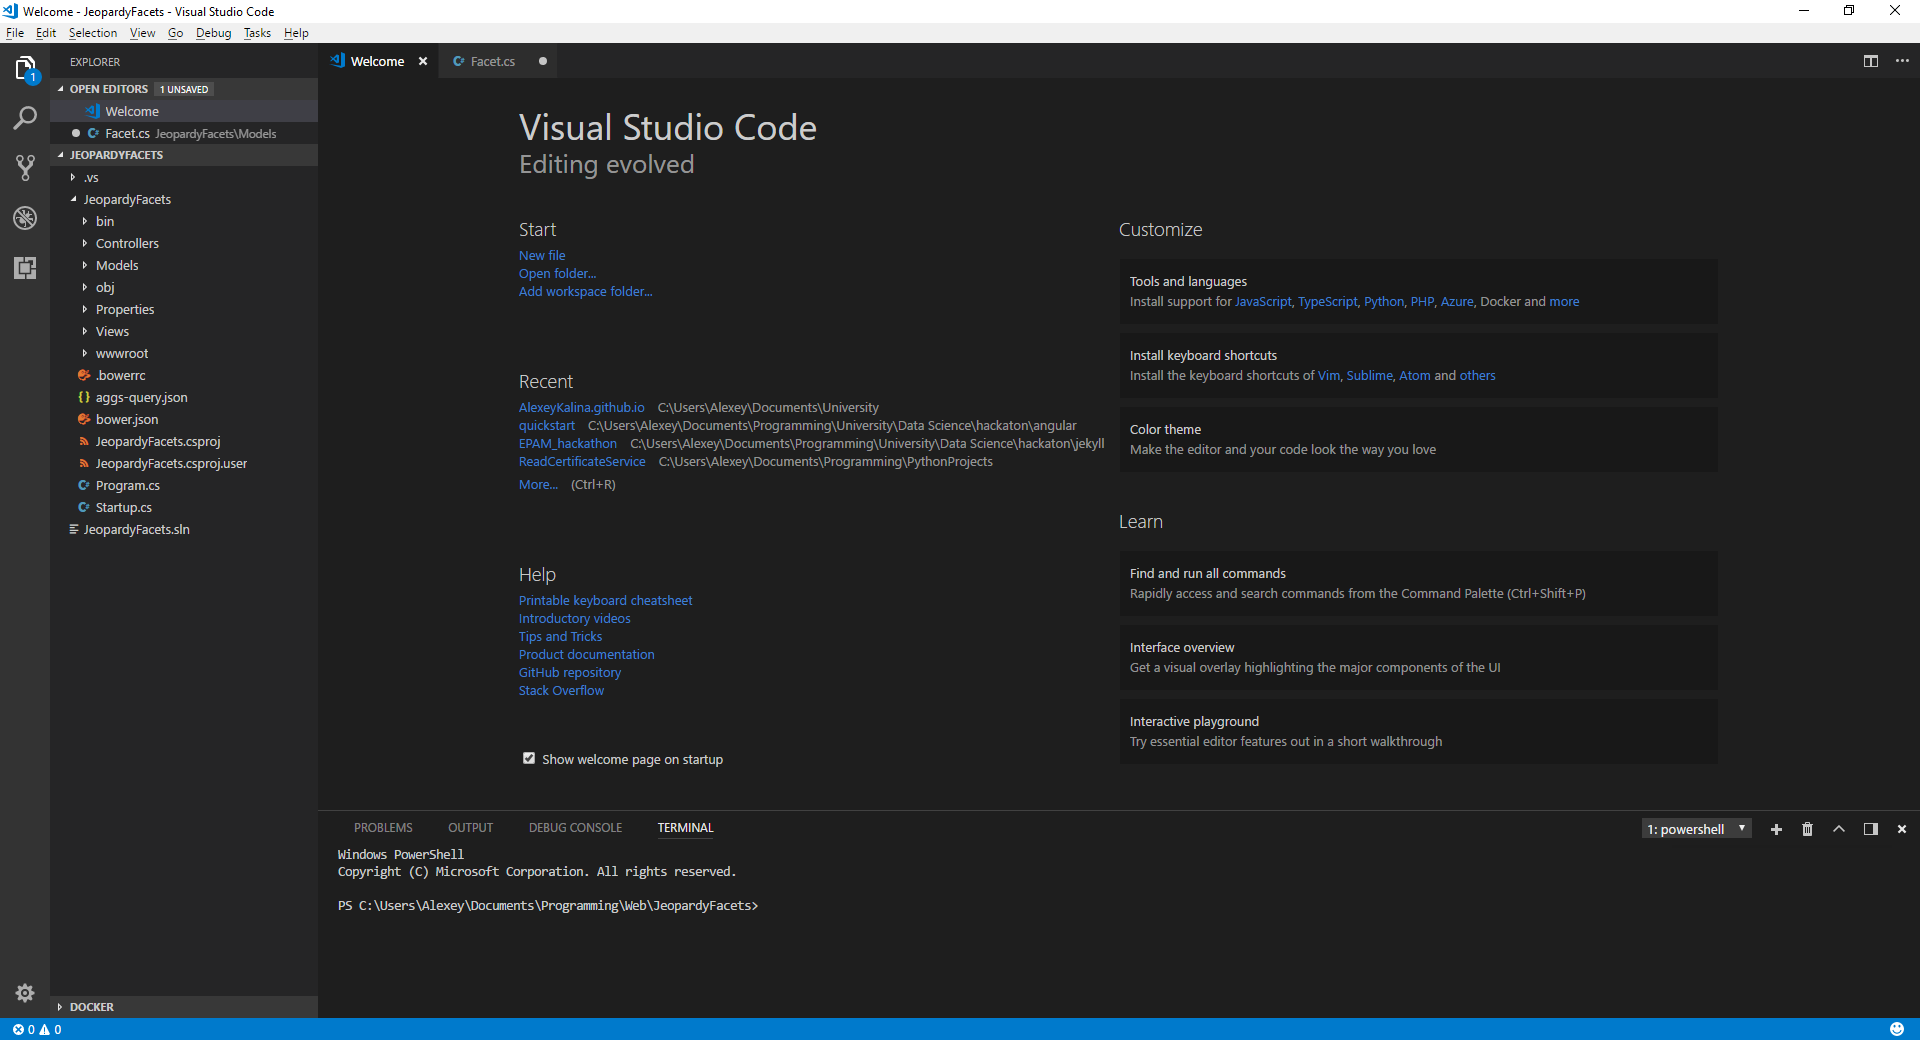 Welcome - JeopardyFacets - Visual Studio Code
File Edit Selection View Go Debug Tasks Help
1
EXPLORER
OPEN EDITORS 1 UNSAVED
Welcome
Facet.cs JeopardyFacets\Models
JEOPARDYFACETS
.vs
JeopardyFacets
bin
Controllers
Models
obj
Properties
Views
wwwroot
.bowerrc
aggs-query.json
bower.json
JeopardyFacets.csproj
JeopardyFacets.csproj.user
Program.cs
Startup.cs
JeopardyFacets.sln
DOCKER
Welcome Facet.cs
Visual Studio Code
Editing evolved
Start
New file
Open folder...
Add workspace folder...
Recent
AlexeyKalina.github.io C:\Users\Alexey\Documents\University
quickstart C:\Users\Alexey\Documents\Programming\University\Data Science\hackaton\angular
EPAM_hackathon C:\Users\Alexey\Documents\Programming\University\Data Science\hackaton\jekyll
ReadCertificateService C:\Users\Alexey\Documents\Programming\PythonProjects
More... (Ctrl+R)
Help
Printable keyboard cheatsheet
Introductory videos
Tips and Tricks
Product documentation
GitHub repository
Stack Overflow
Show welcome page on startup
Customize
Tools and languages
Install support for JavaScript, TypeScript, Python, PHP, Azure, Docker and more
Install keyboard shortcuts
Install the keyboard shortcuts of Vim, Sublime, Atom and others
Color theme
Make the editor and your code look the way you love
Learn
Find and run all commands
Rapidly access and search commands from the Command Palette (Ctrl+Shift+P)
Interface overview
Get a visual overlay highlighting the major components of the UI
Interactive playground
Try essential editor features out in a short walkthrough
PROBLEMS OUTPUT DEBUG CONSOLE TERMINAL 1: powershell
Windows PowerShell
Copyright (C) Microsoft Corporation. All rights reserved.
PS C:\Users\Alexey\Documents\Programming\Web\JeopardyFacets>
0 0